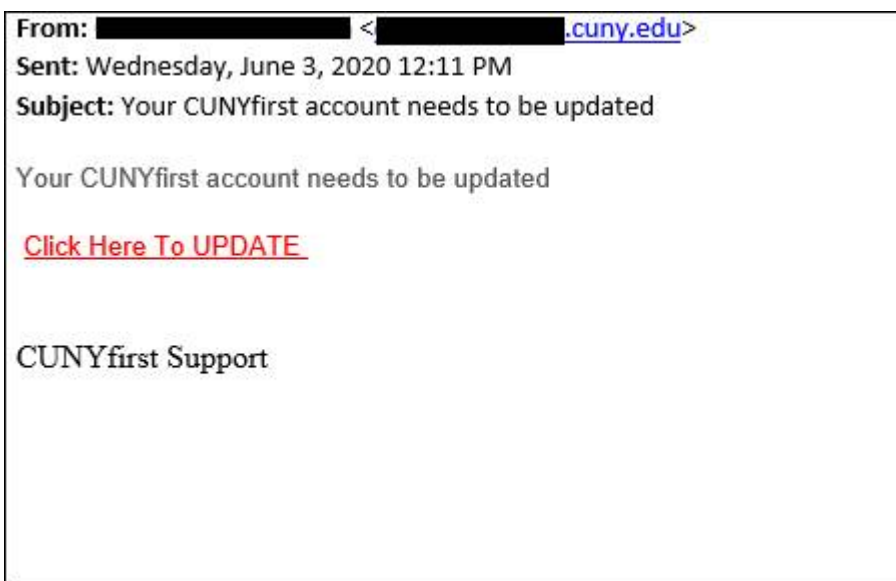 From: < .cuny.edu>
Sent: Wednesday, June 3, 2020 12:11 PM
Subject: Your CUNYfirst account needs to be updated
Your CUNYfirst account needs to be updated
Click Here To UPDATE
CUNYfirst Support